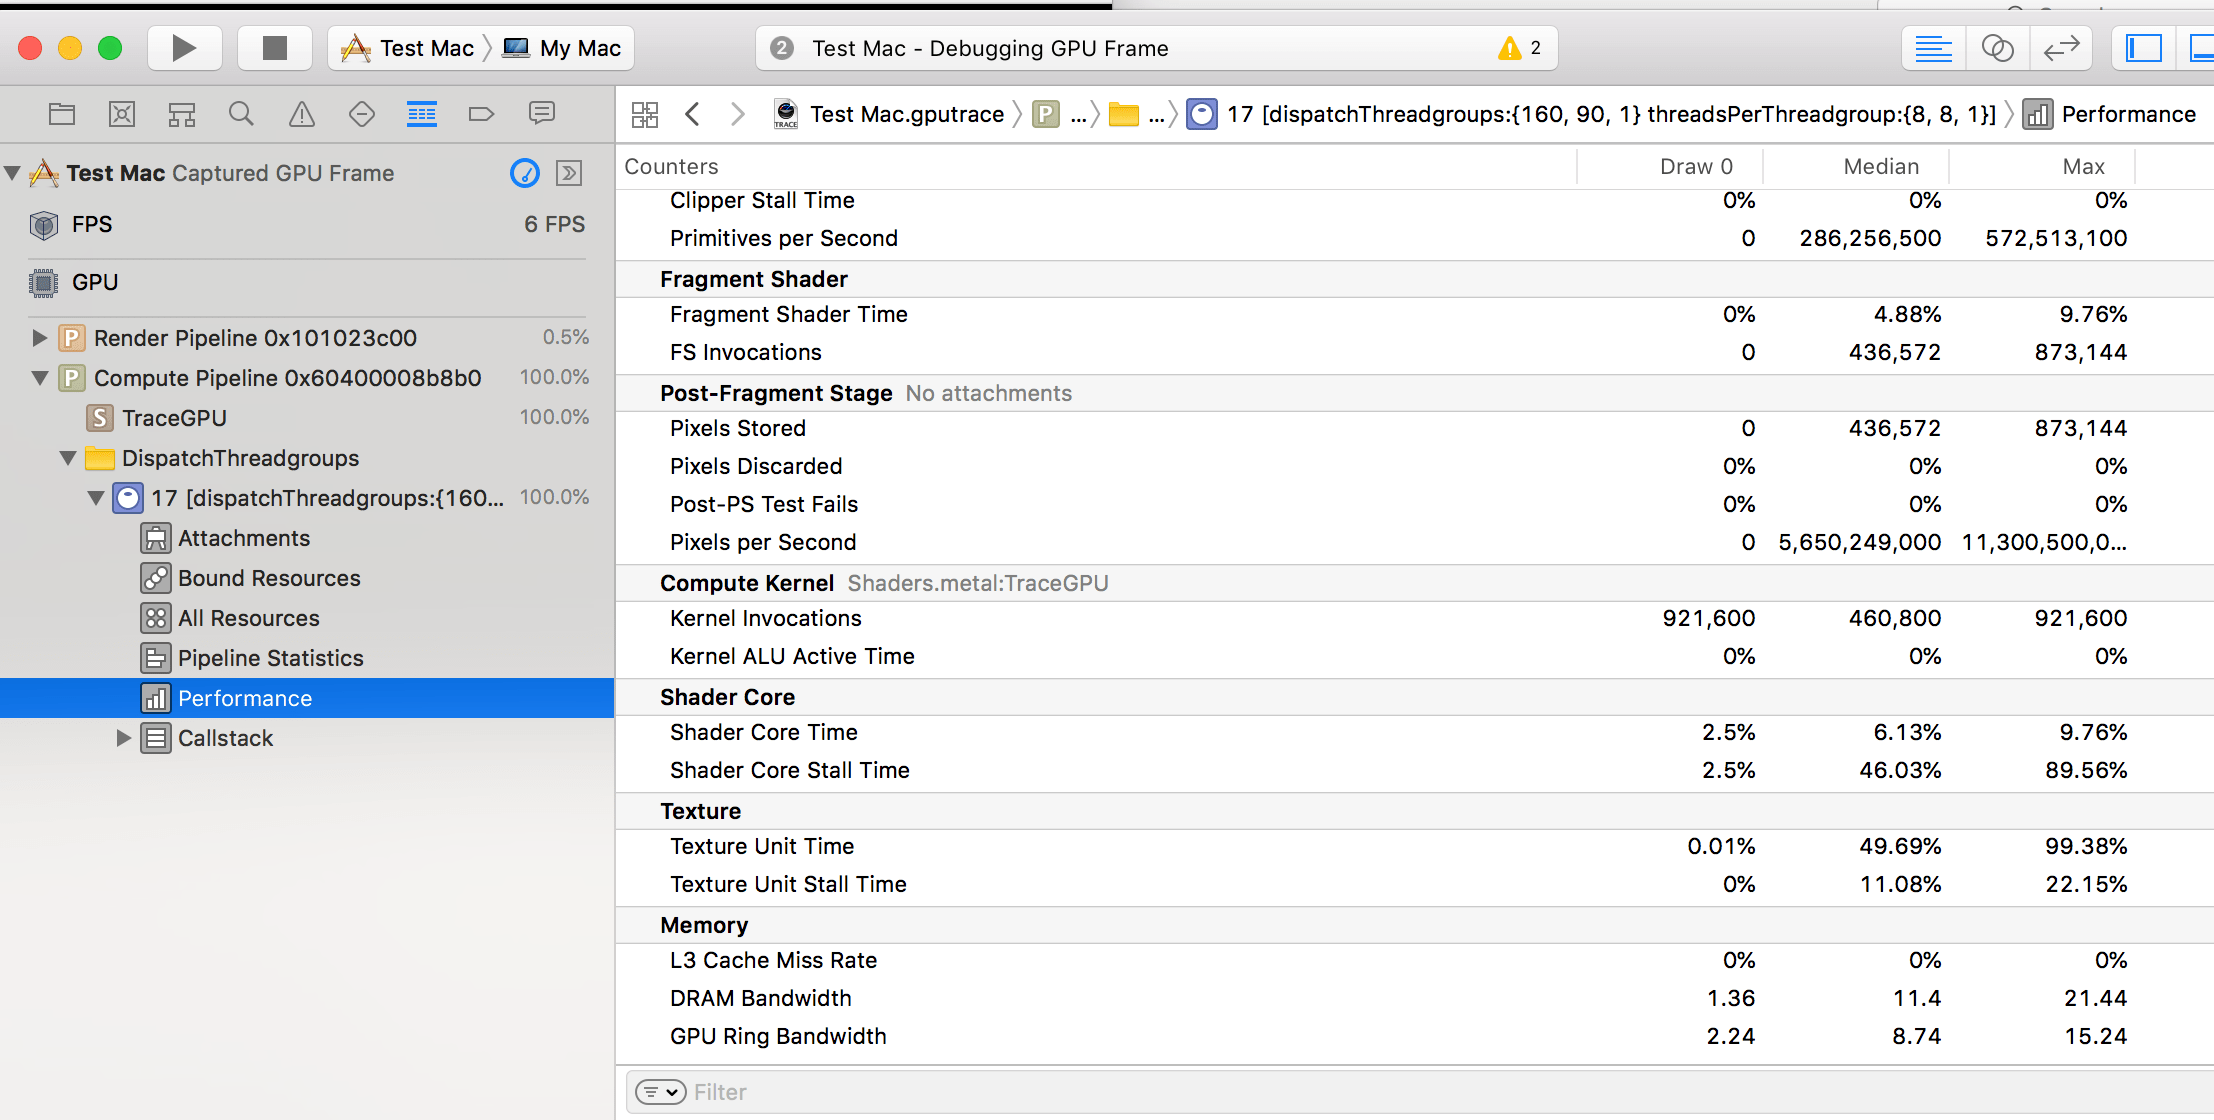 Test Mac My Mac
2 Test Mac - Debugging GPU Frame 2
Test Mac.gputrace P ... ... 17 [dispatchThreadgroups:{160, 90, 1} threadsPerThreadgroup:{8, 8, 1}] Performance
Test Mac Captured GPU Frame
FPS 6 FPS
GPU
P Render Pipeline 0x101023c00 0.5%
P Compute Pipeline 0x60400008b8b0 100.0%
S TraceGPU 100.0%
DispatchThreadgroups
17 [dispatchThreadgroups:{160... 100.0%
Attachments
Bound Resources
All Resources
Pipeline Statistics
Performance
Callstack
Counters Draw 0 Median Max
Clipper Stall Time 0% 0% 0%
Primitives per Second 0 286,256,500 572,513,100
Fragment Shader
Fragment Shader Time 0% 4.88% 9.76%
FS Invocations 0 436,572 873,144
Post-Fragment Stage No attachments
Pixels Stored 0 436,572 873,144
Pixels Discarded 0% 0% 0%
Post-PS Test Fails 0% 0% 0%
Pixels per Second 0 5,650,249,000 11,300,500,0...
Compute Kernel Shaders.metal:TraceGPU
Kernel Invocations 921,600 460,800 921,600
Kernel ALU Active Time 0% 0% 0%
Shader Core
Shader Core Time 2.5% 6.13% 9.76%
Shader Core Stall Time 2.5% 46.03% 89.56%
Texture
Texture Unit Time 0.01% 49.69% 99.38%
Texture Unit Stall Time 0% 11.08% 22.15%
Memory
L3 Cache Miss Rate 0% 0% 0%
DRAM Bandwidth 1.36 11.4 21.44
GPU Ring Bandwidth 2.24 8.74 15.24
Filter